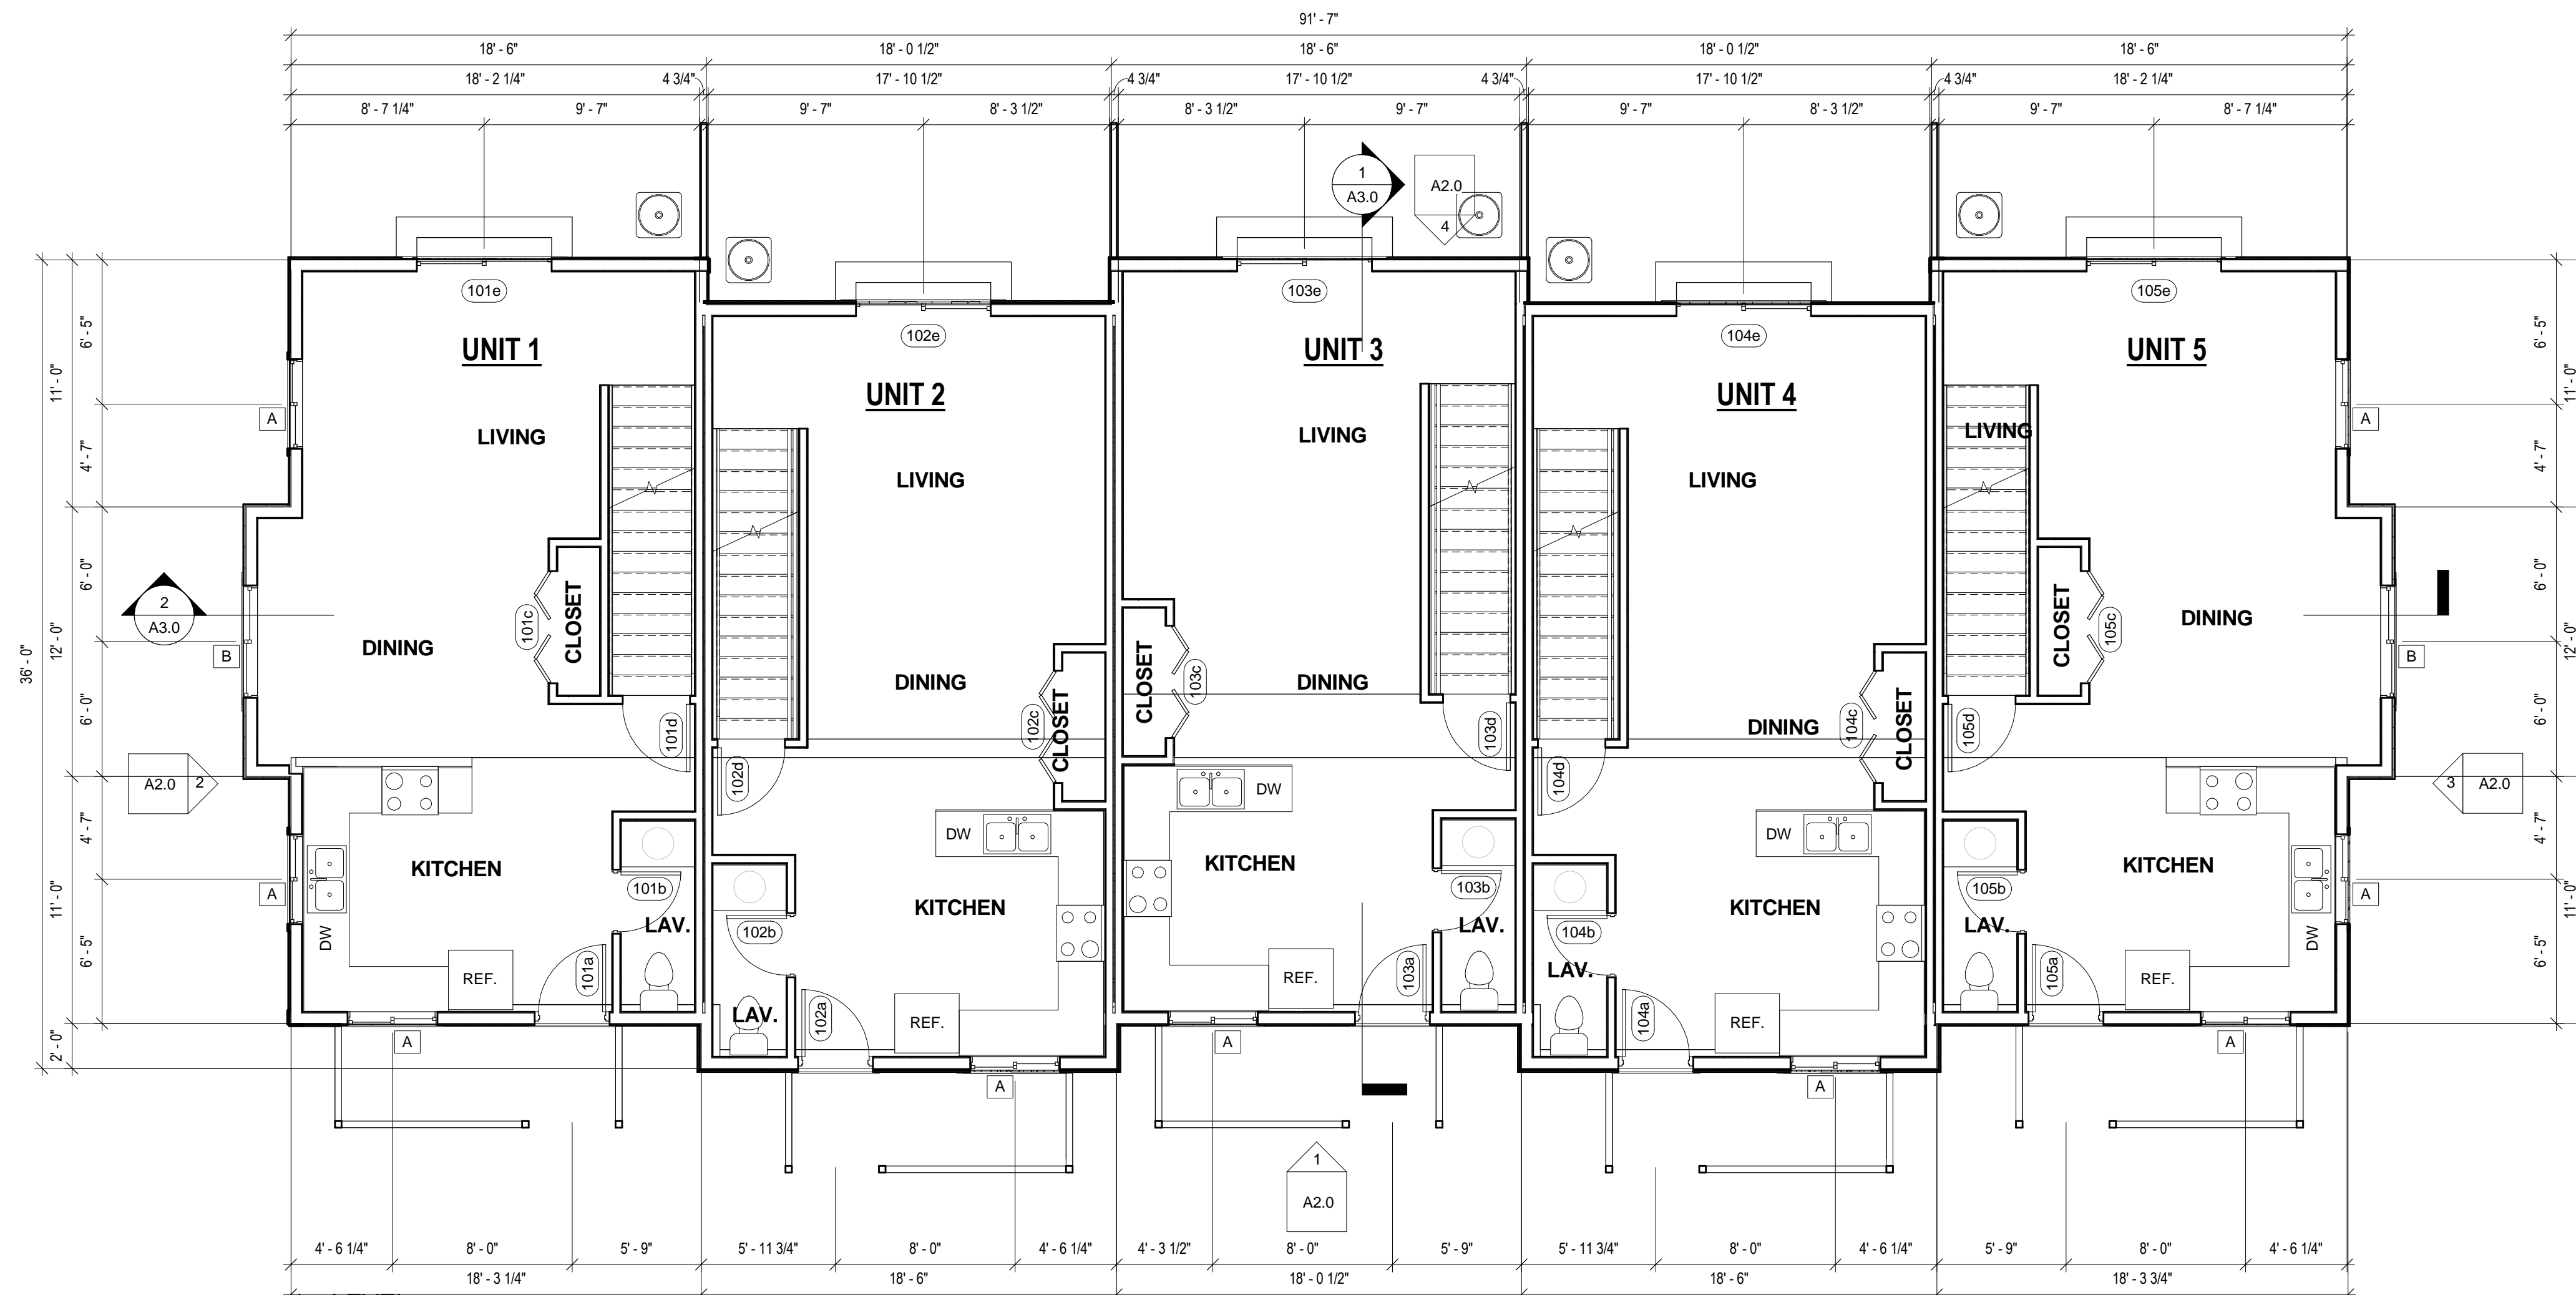 91' - 7"
18' - 6" 18' - 0 1/2" 18' - 6" 18' - 0 1/2" 18' - 6"
18' - 2 1/4" 4 3/4" 17' - 10 1/2" 4 3/4" 17' - 10 1/2" 4 3/4" 17' - 10 1/2" 4 3/4" 18' - 2 1/4"
8' - 7 1/4" 9' - 7" 9' - 7" 8' - 3 1/2" 8' - 3 1/2" 9' - 7" 9' - 7" 8' - 3 1/2" 9' - 7" 8' - 7 1/4"
1
A3.0
A2.0
4
101e 103e 105e
102e 104e
UNIT 1 UNIT 3 UNIT 5
UNIT 2 UNIT 4
36' - 0"
11' - 0"
12' - 0"
11' - 0"
2' - 0"
6' - 5"
4' - 7"
6' - 0"
6' - 0"
4' - 7"
6' - 5"
6' - 5"
4' - 7"
6' - 0"
6' - 0"
4' - 7"
6' - 5"
11' - 0"
12' - 0"
11' - 0"
A A
LIVING LIVING LIVING
LIVING LIVING
2
A3.0
B B
DINING CLOSET 101c
DINING CLOSET 102c
CLOSET 103c DINING
DINING 104c CLOSET
CLOSET 105c DINING
101d 102d 103d 104d 105d
A2.0 2
3 A2.0
DW DW DW
KITCHEN KITCHEN KITCHEN
KITCHEN KITCHEN
101b 103b 105b
102b 104b
A A
LAV. LAV. LAV.
LAV. LAV.
DW DW
REF. REF. REF.
REF. REF.
101a 102a 103a 104a 105a
A A A
A A
1
A2.0
4' - 6 1/4" 8' - 0" 5' - 9" 5' - 11 3/4" 8' - 0" 4' - 6 1/4" 4' - 3 1/2" 8' - 0" 5' - 9" 5' - 11 3/4" 8' - 0" 4' - 6 1/4" 5' - 9" 8' - 0" 4' - 6 1/4"
18' - 3 1/4" 18' - 6" 18' - 0 1/2" 18' - 6" 18' - 3 3/4"